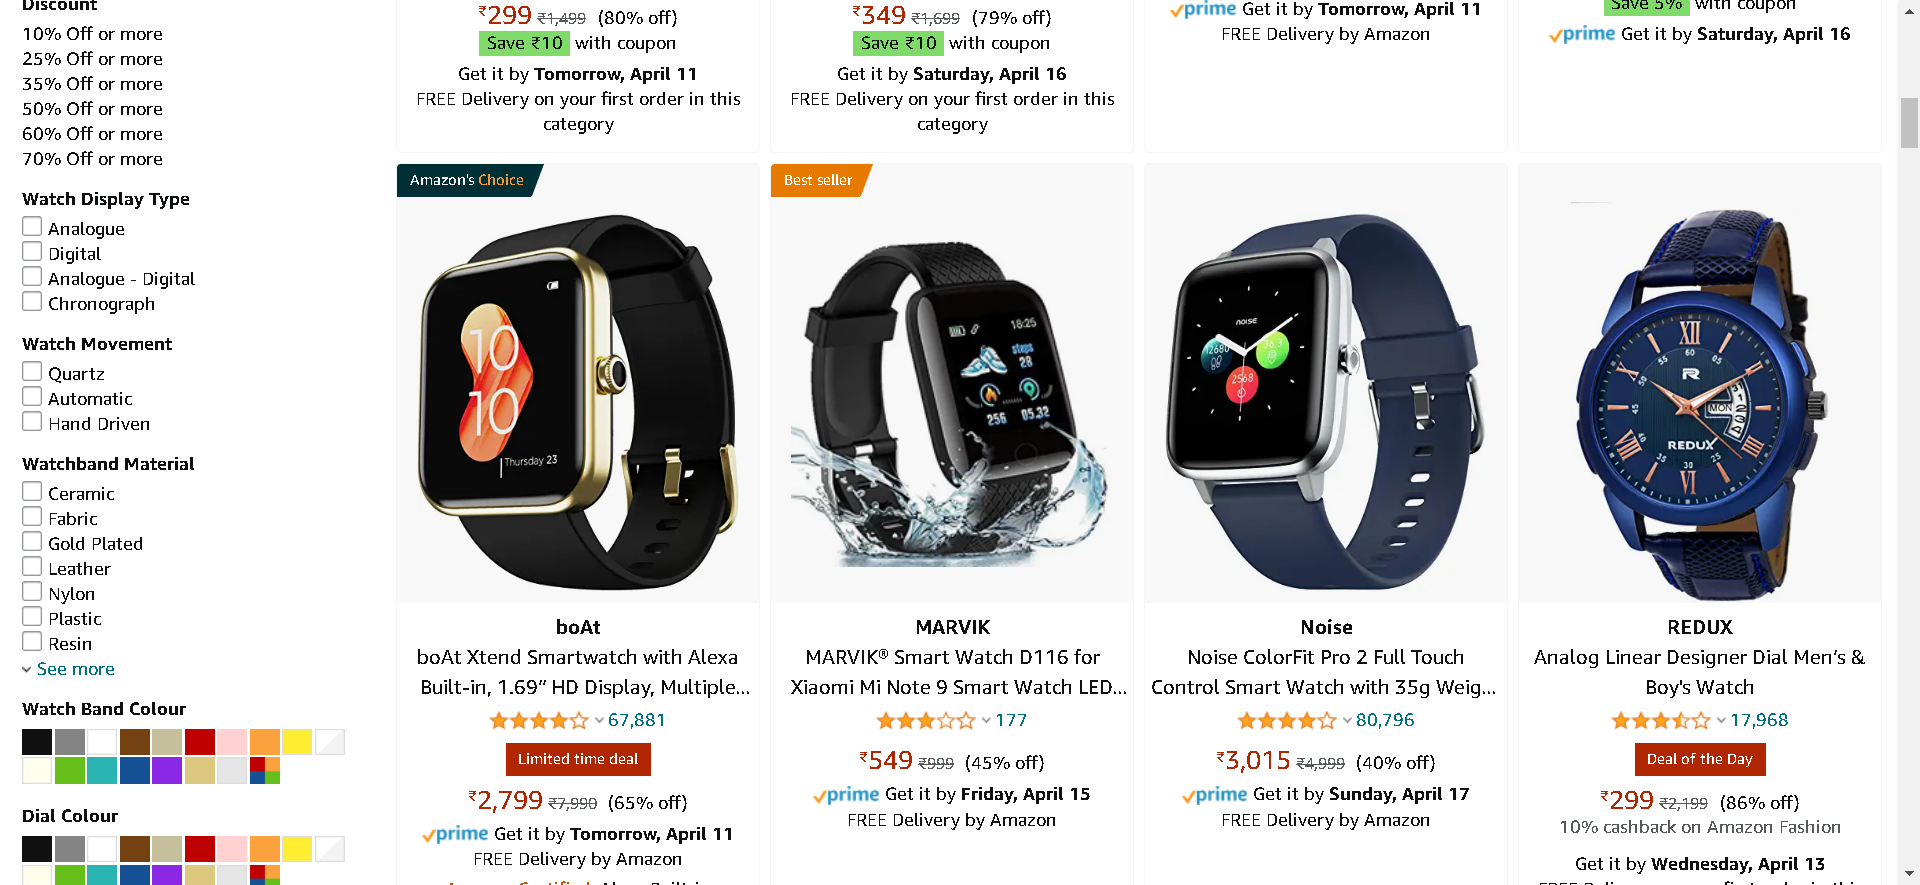 Discount
10% Off or more
25% Off or more
35% Off or more
50% Off or more
60% Off or more
70% Off or more
Watch Display Type
Analogue
Digital
Analogue - Digital
Chronograph
Watch Movement
Quartz
Automatic
Hand Driven
Watchband Material
Ceramic
Fabric
Gold Plated
Leather
Nylon
Plastic
Resin
See more
Watch Band Colour
Dial Colour
₹299 ₹1,499 (80% off)
Save ₹10 with coupon
Get it by Tomorrow, April 11
FREE Delivery on your first order in this
category
₹349 ₹1,699 (79% off)
Save ₹10 with coupon
Get it by Saturday, April 16
FREE Delivery on your first order in this
category
prime Get it by Tomorrow, April 11
FREE Delivery by Amazon
Save 5% with coupon
prime Get it by Saturday, April 16
Amazon's Choice
10
10
Thursday 23
boAt
boAt Xtend Smartwatch with Alexa
Built-in, 1.69” HD Display, Multiple...
67,881
Limited time deal
₹2,799 ₹7,990 (65% off)
prime Get it by Tomorrow, April 11
FREE Delivery by Amazon
Best seller
18:25
steps
28
256 05.32
MARVIK
MARVIK® Smart Watch D116 for
Xiaomi Mi Note 9 Smart Watch LED...
177
₹549 ₹999 (45% off)
prime Get it by Friday, April 15
FREE Delivery by Amazon
NOISE
12680
36.3
2568
Noise
Noise ColorFit Pro 2 Full Touch
Control Smart Watch with 35g Weig...
80,796
₹3,015 ₹4,999 (40% off)
prime Get it by Sunday, April 17
FREE Delivery by Amazon
XII
55 60 05
50
R
45
MON
40
REDUX
35 30 25
VI
REDUX
Analog Linear Designer Dial Men’s &
Boy's Watch
17,968
Deal of the Day
₹299 ₹2,199 (86% off)
10% cashback on Amazon Fashion
Get it by Wednesday, April 13